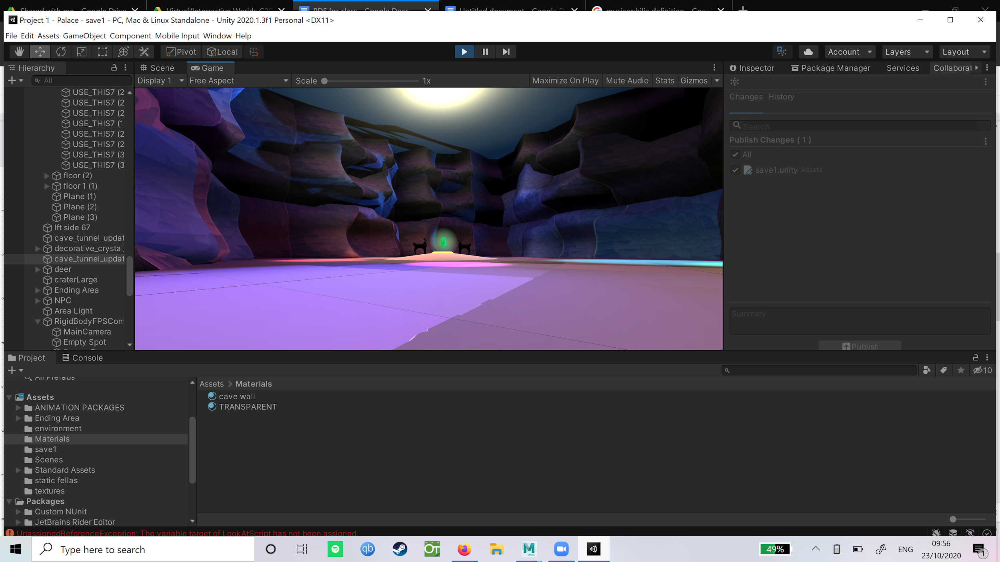 Shared with me - Google Drive
Virtual/Interractive Worlds C2P
PDF for class - Google Docs
Untitled document - Google D
musicophilia definition - Goog
Project 1 - Palace - save1 - PC, Mac & Linux Standalone - Unity 2020.1.3f1 Personal <DX11>
File Edit Assets GameObject Component Mobile Input Window Help
Pivot Local
Account Layers Layout
Hierarchy
Scene Game
Inspector Package Manager Services Collaborat
All
Display 1 Free Aspect Scale 1x Maximize On Play Mute Audio Stats Gizmos
USE_THIS7 (2
USE_THIS7 (2
USE_THIS7 (2
USE_THIS7 (1
USE_THIS7 (2
USE_THIS7 (2
USE_THIS7 (3
USE_THIS7 (3
floor (2)
floor 1 (1)
Plane (1)
Plane (2)
Plane (3)
lft side 67
cave_tunnel_updat
decorative_crystal_
cave_tunnel_updat
deer
craterLarge
Ending Area
NPC
Area Light
RigidBodyFPSCont
MainCamera
Empty Spot
Changes History
Search
Publish Changes ( 1 )
All
save1.unity Assets
Summary
Publish
Project Console
10
All Prefabs
Assets
ANIMATION PACKAGES
Ending Area
environment
Materials
save1
Scenes
Standard Assets
static fellas
textures
Packages
Custom NUnit
JetBrains Rider Editor
Assets > Materials
cave wall
TRANSPARENT
UnassignedReferenceException: The variable target of LookAtScript has not been assigned.
Type here to search
qb
OT
M
MAYA
49%
ENG
09:56
23/10/2020
1